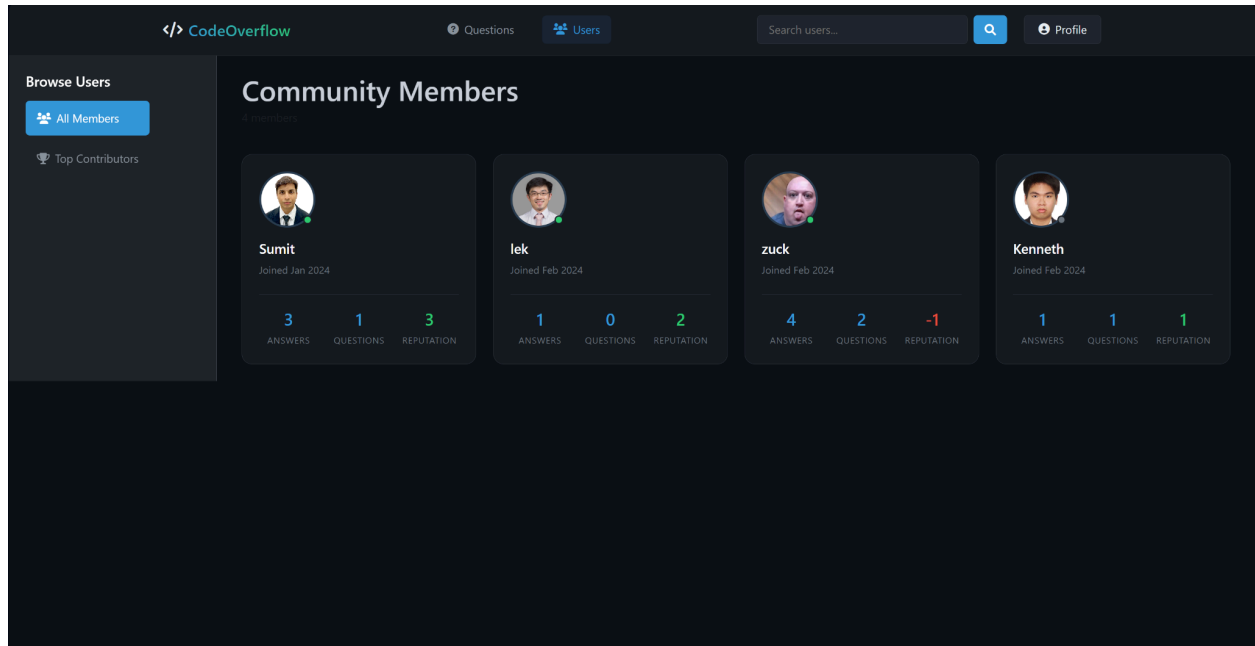 </> CodeOverflow
Questions
Users
Search users...
Profile
Browse Users
All Members
Top Contributors
Community Members
4 members
Sumit
Joined Jan 2024
3 1 3
ANSWERS QUESTIONS REPUTATION
lek
Joined Feb 2024
1 0 2
ANSWERS QUESTIONS REPUTATION
zuck
Joined Feb 2024
4 2 -1
ANSWERS QUESTIONS REPUTATION
Kenneth
Joined Feb 2024
1 1 1
ANSWERS QUESTIONS REPUTATION